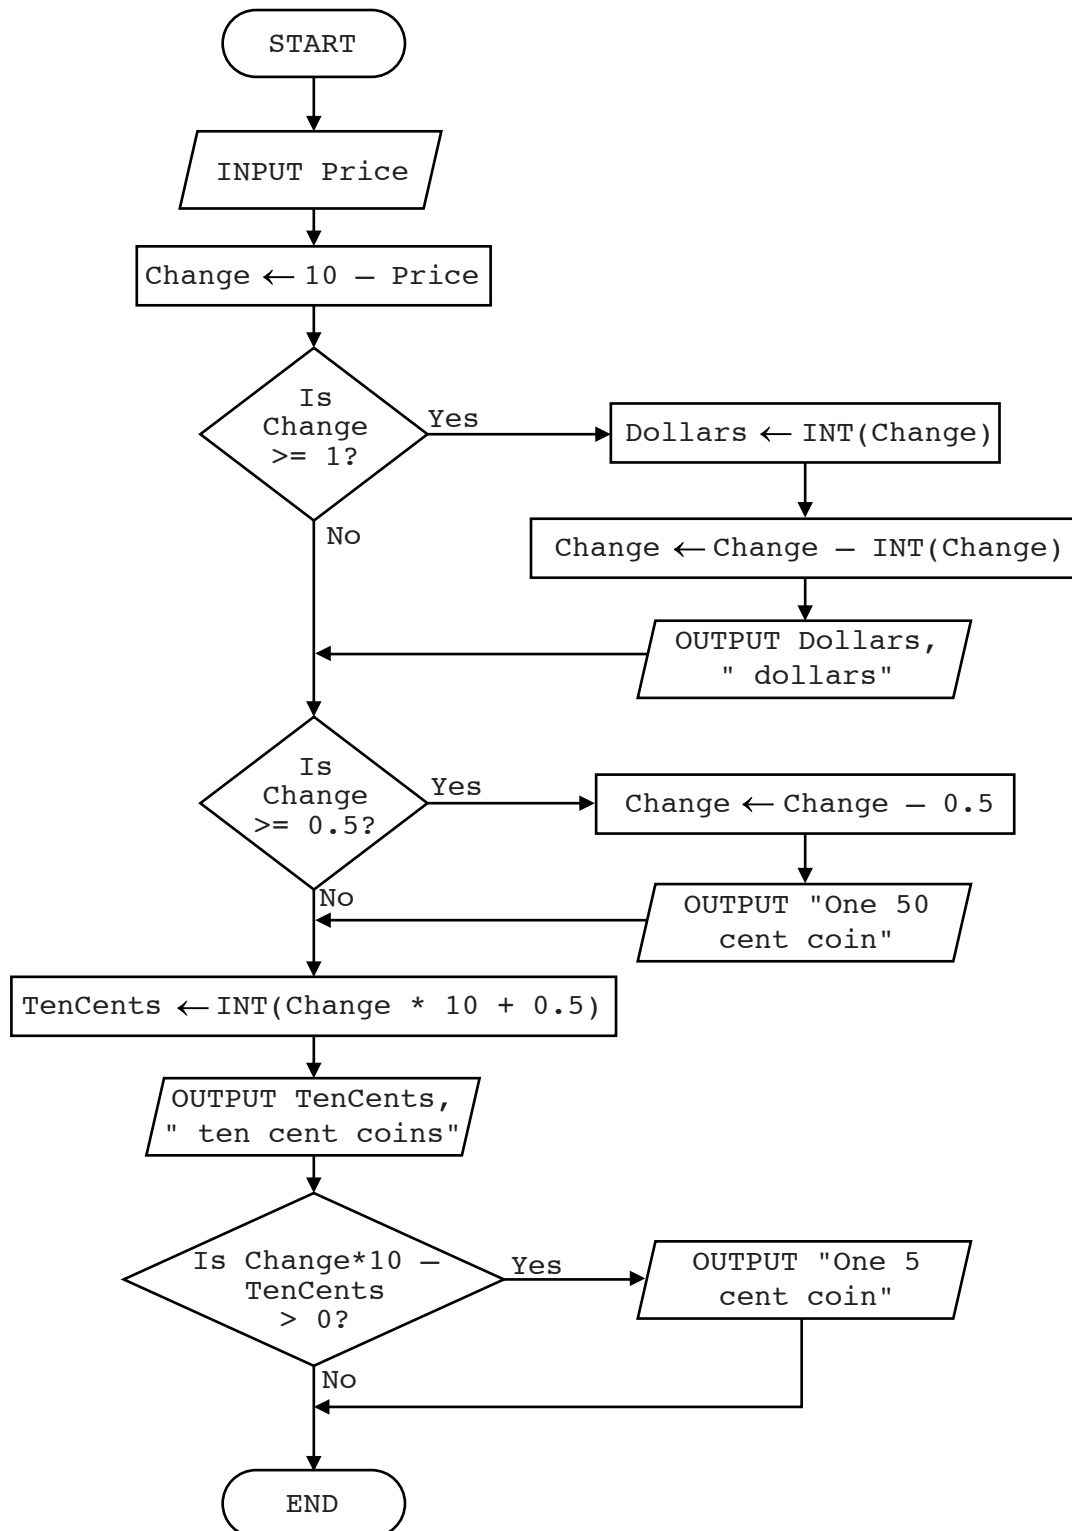 START
INPUT Price
Change ← 10 – Price
Is
Change
>= 1?
Yes
Dollars ← INT(Change)
No
Change ← Change – INT(Change)
OUTPUT Dollars,
" dollars"
Is
Change
>= 0.5?
Yes
Change ← Change – 0.5
No
OUTPUT "One 50
cent coin"
TenCents ← INT(Change * 10 + 0.5)
OUTPUT TenCents,
" ten cent coins"
Is Change*10 –
TenCents
> 0?
Yes
OUTPUT "One 5
cent coin"
No
END